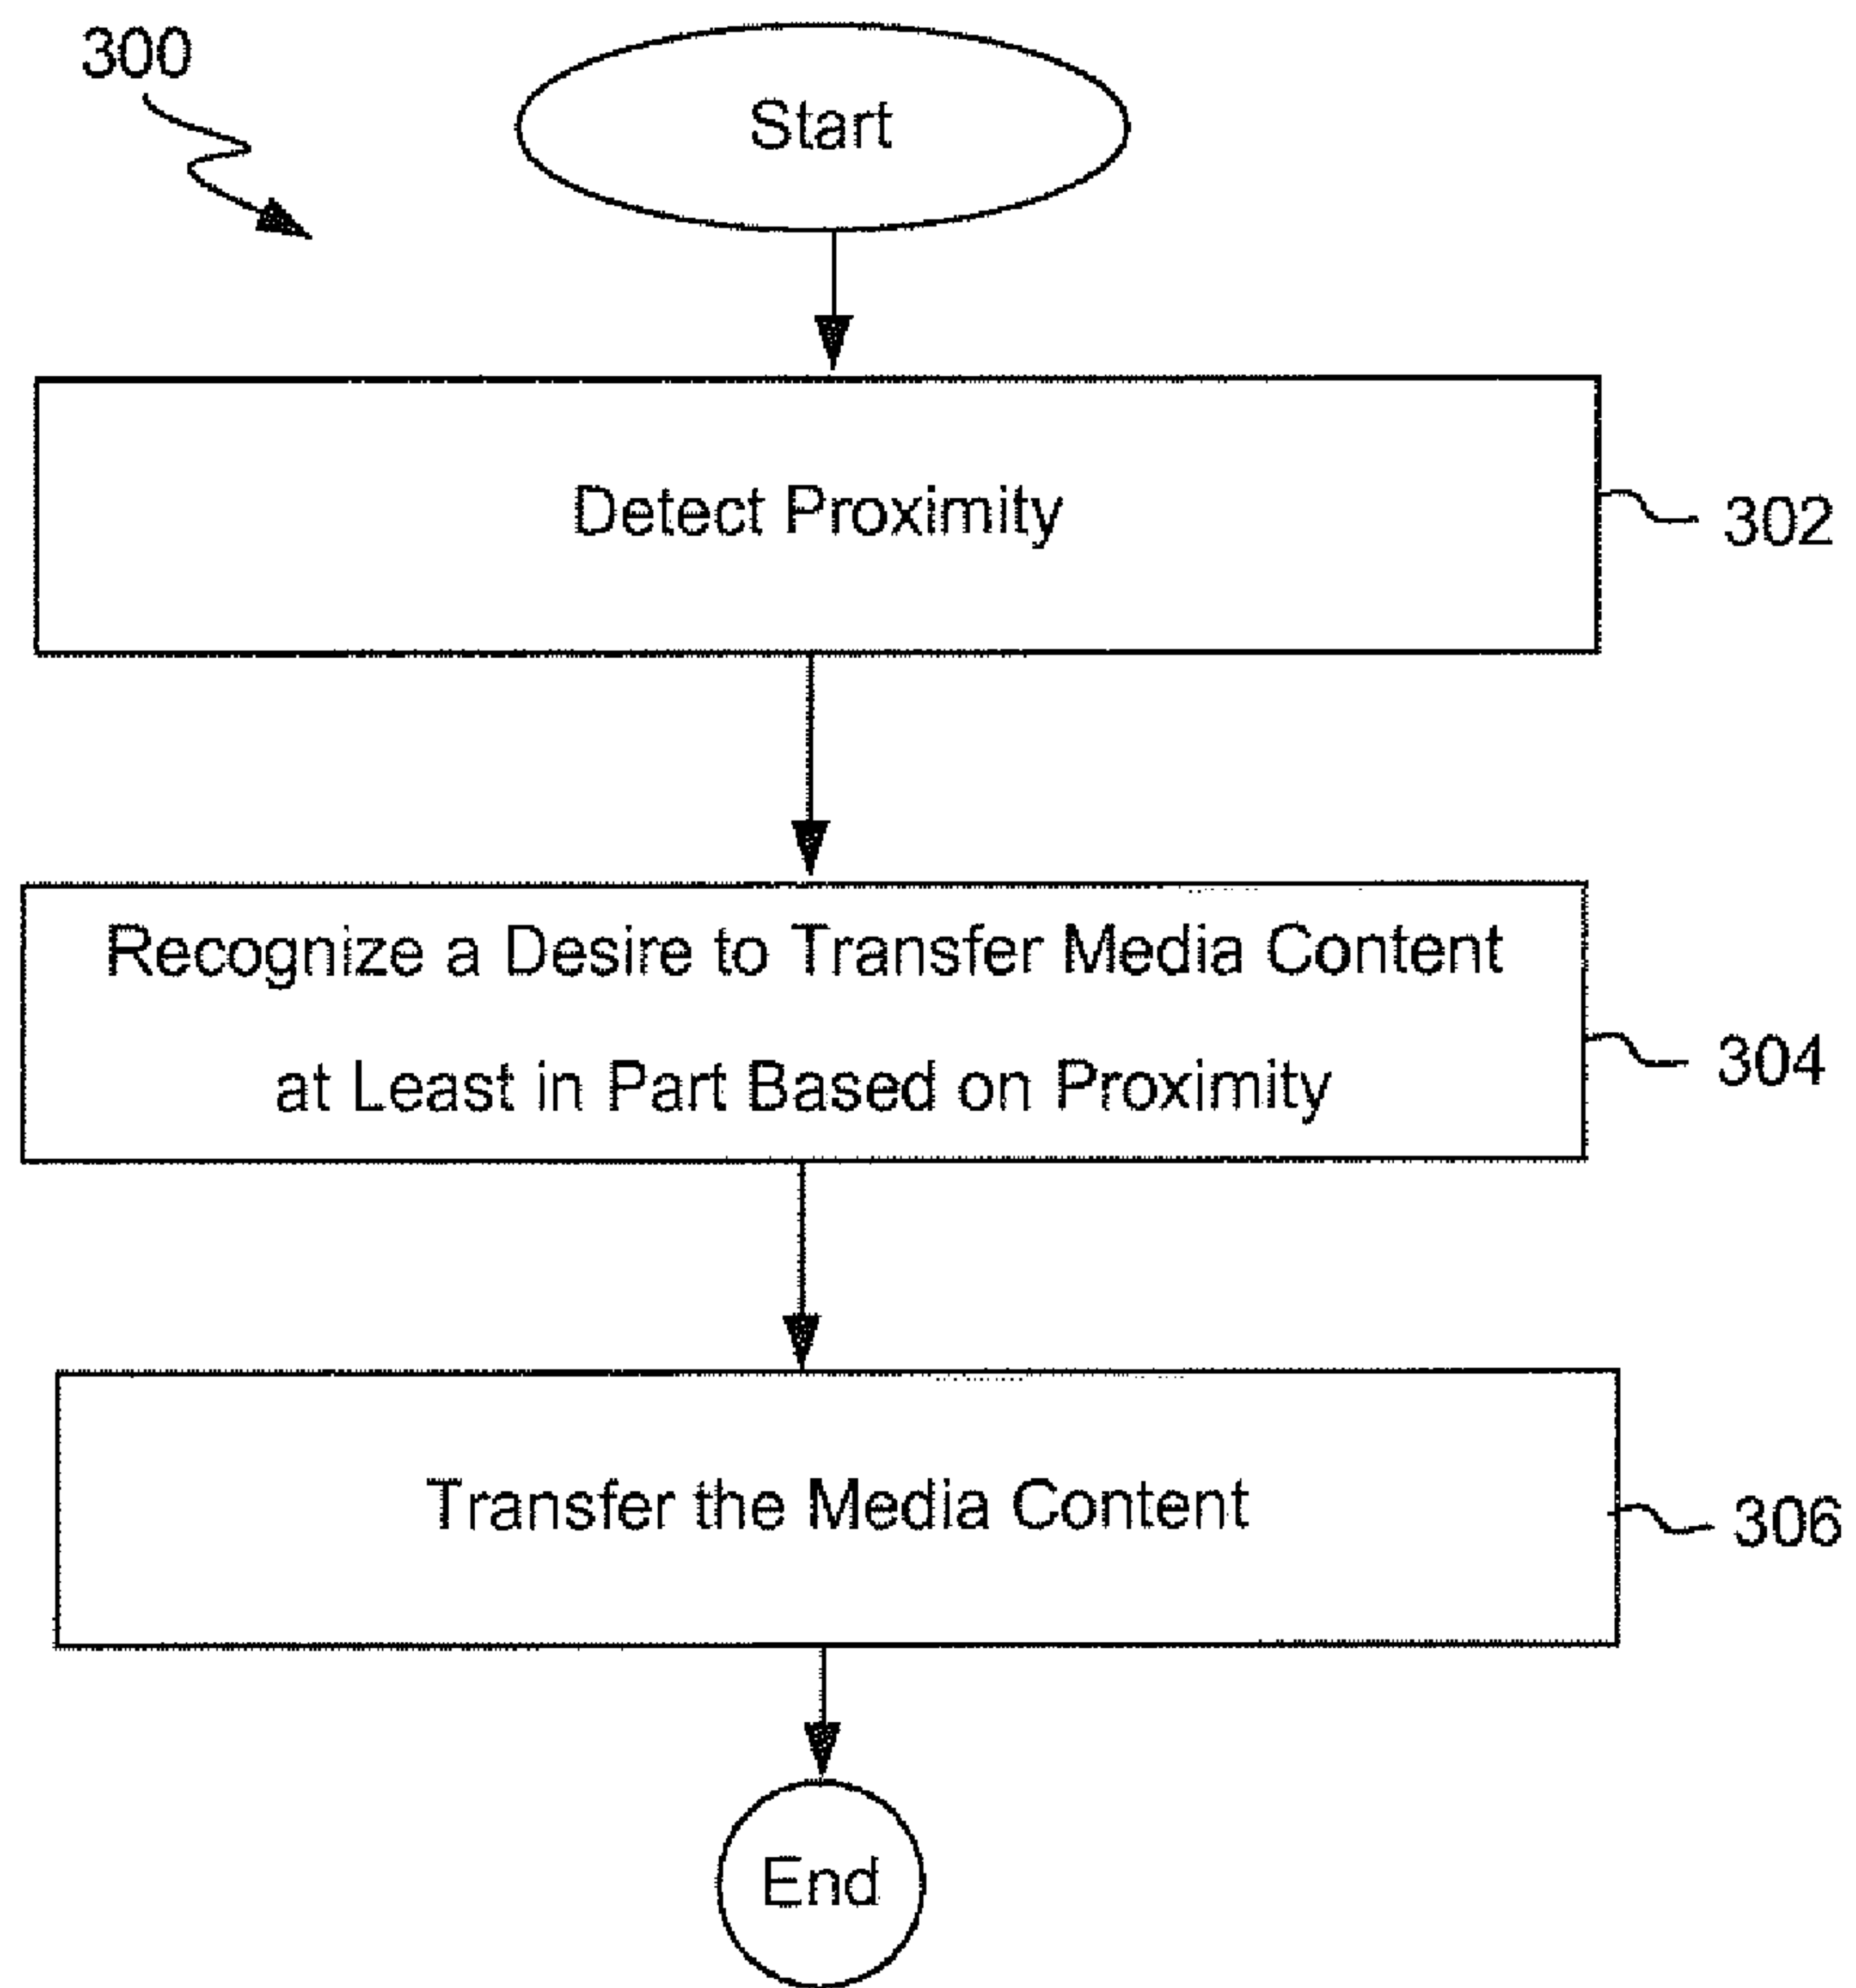 300
Start
Detect Proximity
302
Recognize a Desire to Transfer Media Content
at Least in Part Based on Proximity
304
Transfer the Media Content
306
End